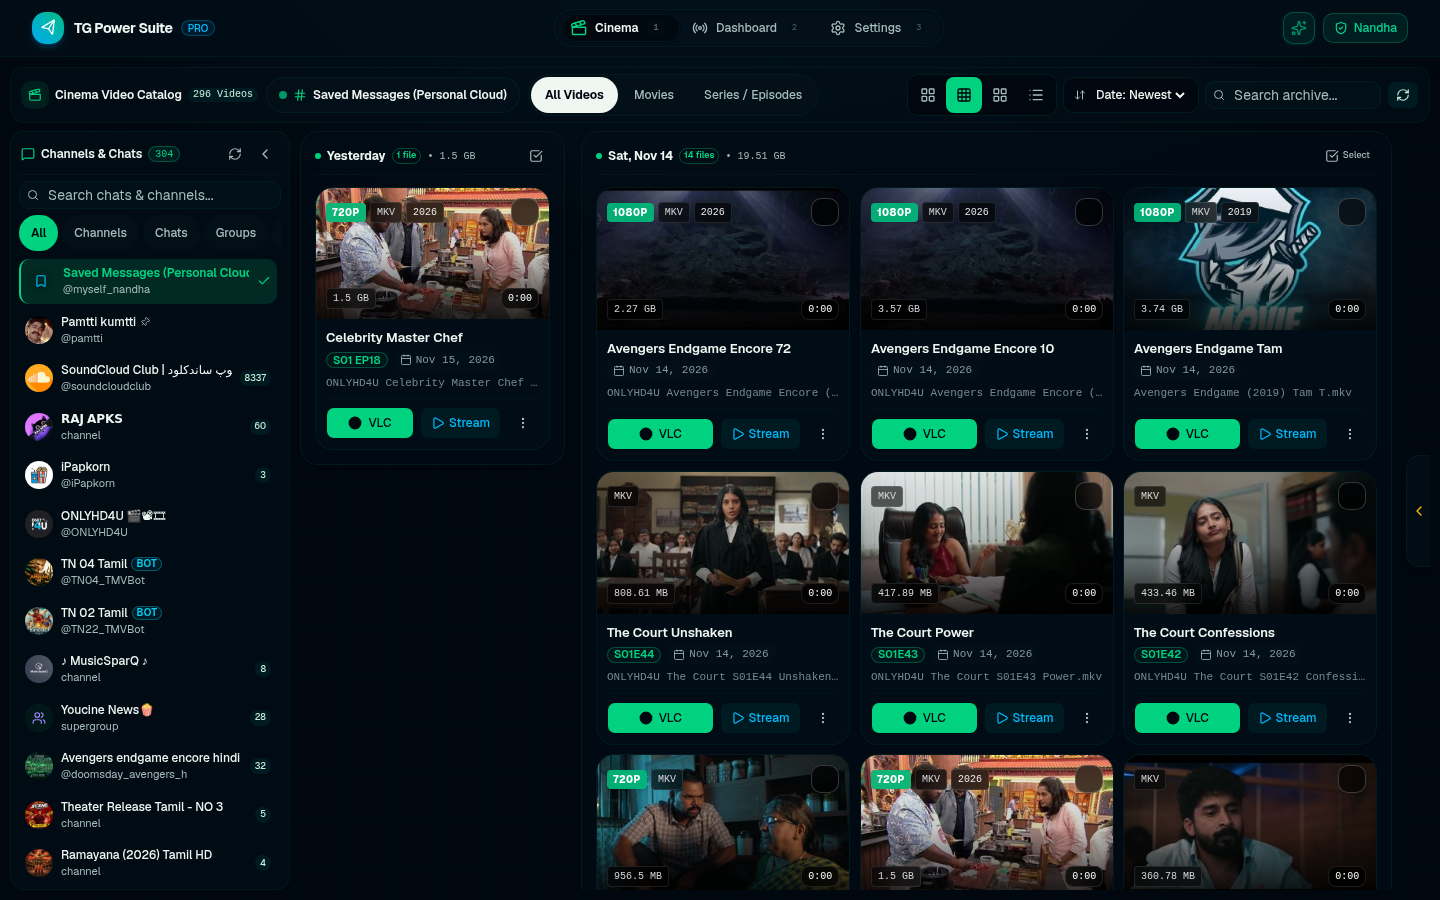 TG Power Suite PRO
Cinema 1 Dashboard 2 Settings 3
Nandha
Cinema Video Catalog 296 Videos
Saved Messages (Personal Cloud)
All Videos Movies Series / Episodes
Date: Newest
Search archive...
Channels & Chats 304
Search chats & channels...
All Channels Chats Groups
Saved Messages (Personal Clou
@myself_nandha
Pamtti kumtti
@pamtti
SoundCloud Club | وپ ساندکلود
@soundcloudclub
8337
RAJ APKS
channel
60
iPapkorn
@iPapkorn
3
ONLYHD4U
@ONLYHD4U
TN 04 Tamil BOT
@TN04_TMVBot
TN 02 Tamil BOT
@TN22_TMVBot
♪ MusicSparQ ♪
channel
8
Youcine News
supergroup
28
Avengers endgame encore hindi
@doomsday_avengers_h
32
Theater Release Tamil - NO 3
channel
5
Ramayana (2026) Tamil HD
channel
4
Yesterday 1 file • 1.5 GB
720P MKV 2026
1.5 GB 0:00
Celebrity Master Chef
S01 EP18 Nov 15, 2026
ONLYHD4U Celebrity Master Chef …
VLC Stream
Sat, Nov 14 14 files • 19.51 GB
Select
1080P MKV 2026
2.27 GB 0:00
Avengers Endgame Encore 72
Nov 14, 2026
ONLYHD4U Avengers Endgame Encore (…
VLC Stream
1080P MKV 2026
3.57 GB 0:00
Avengers Endgame Encore 10
Nov 14, 2026
ONLYHD4U Avengers Endgame Encore (…
VLC Stream
1080P MKV 2019
MOVIE
3.74 GB 0:00
Avengers Endgame Tam
Nov 14, 2026
Avengers Endgame (2019) Tam T.mkv
VLC Stream
MKV
808.61 MB 0:00
The Court Unshaken
S01E44 Nov 14, 2026
ONLYHD4U The Court S01E44 Unshaken…
VLC Stream
MKV
417.89 MB 0:00
The Court Power
S01E43 Nov 14, 2026
ONLYHD4U The Court S01E43 Power.mkv
VLC Stream
MKV
433.46 MB 0:00
The Court Confessions
S01E42 Nov 14, 2026
ONLYHD4U The Court S01E42 Confessi…
VLC Stream
720P MKV
956.5 MB 0:00
720P MKV 2026
1.5 GB 0:00
MKV
360.78 MB 0:00